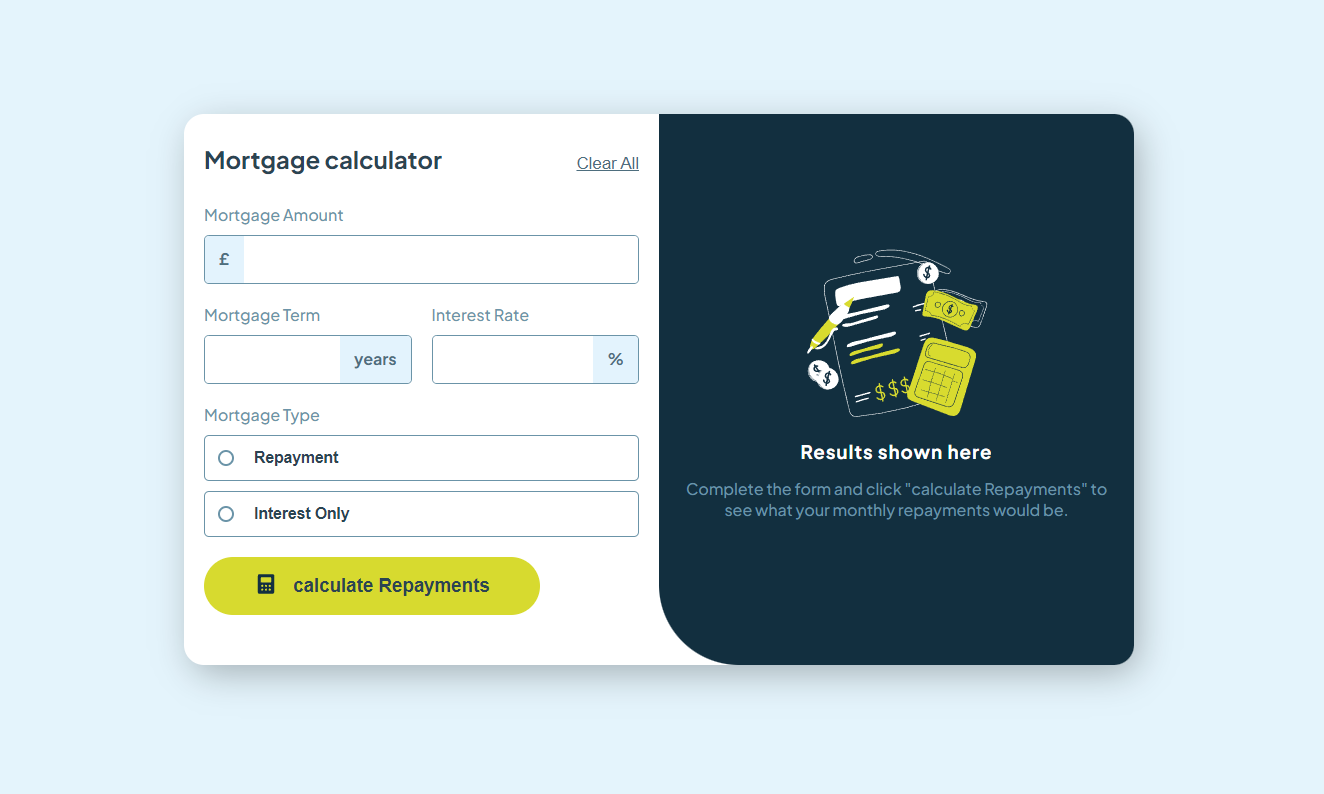 Mortgage calculator
Clear All
Mortgage Amount
£
Mortgage Term
Interest Rate
years
%
Mortgage Type
Repayment
Interest Only
calculate Repayments
$
$
$
$
$$$
Results shown here
Complete the form and click "calculate Repayments" to
see what your monthly repayments would be.